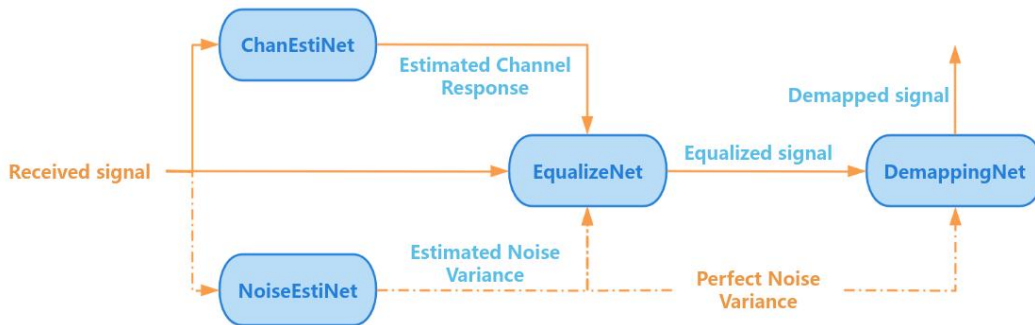 ChanEstiNet
Estimated Channel
Response
Demapped signal
Received signal
EqualizeNet
Equalized signal
DemappingNet
NoiseEstiNet
Estimated Noise
Variance
Perfect Noise
Variance